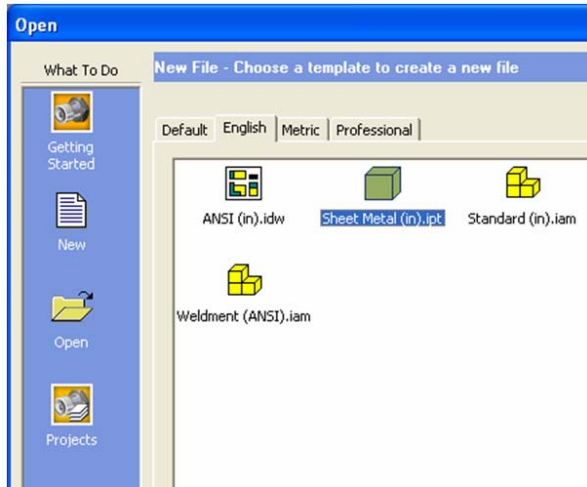 Open
What To Do
New File - Choose a template to create a new file
Getting
Started
New
Open
Projects
Default English Metric Professional
ANSI (in).idw Sheet Metal (in).ipt Standard (in).iam
Weldment (ANSI).iam